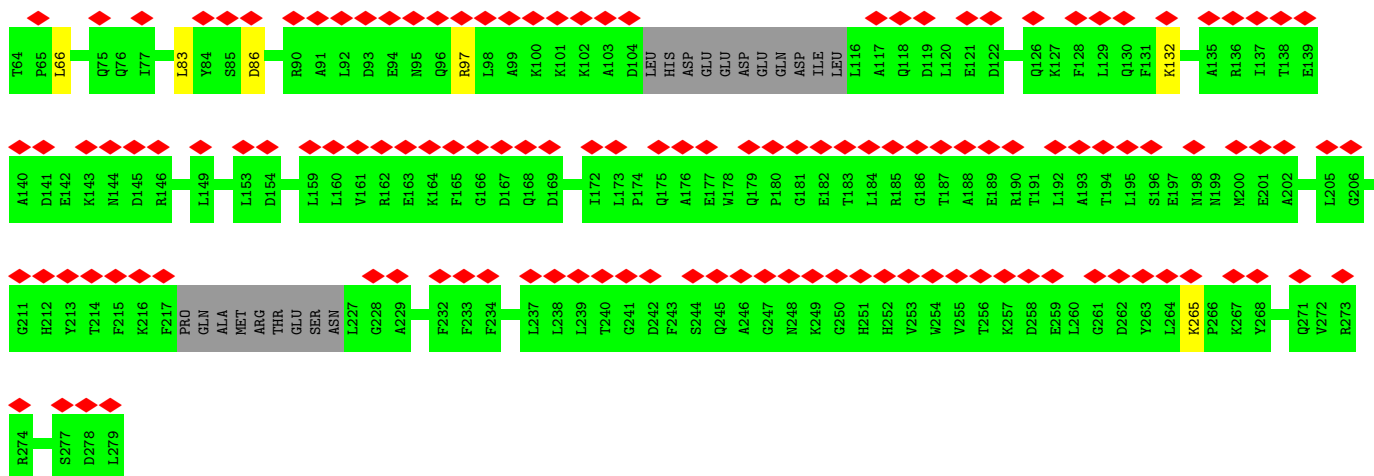 T64 P65 L66 Q75 Q76 I77 L83 Y84 S85 D86 R90 A91 L92 D93 E94 N95 Q96 R97 L98 A99 K100 K101 K102 A103 D104 LEU HIS ASP GLU GLU ASP GLU GLN ASP ILE LEU L116 A117 Q118 D119 L120 E121 D122 Q126 K127 F128 L129 Q130 F131 K132 A135 R136 I137 T138 E139
A140 D141 E142 K143 N144 D145 R146 L149 L153 D154 L159 L160 V161 R162 E163 K164 F165 G166 D167 Q168 D169 I172 L173 P174 Q175 A176 E177 W178 Q179 P180 G181 E182 T183 L184 R185 G186 T187 A188 E189 R190 T191 L192 A193 T194 L195 S196 E197 N198 N199 M200 E201 A202 L205 G206
G211 H212 Y213 T214 F215 K216 F217 PRO GLN ALA MET ARG THR GLU SER ASN L227 G228 A229 F232 F233 F234 L237 L238 L239 T240 G241 D242 F243 S244 Q245 A246 G247 N248 K249 G250 H251 H252 V253 W254 V255 T256 K257 D258 E259 L260 G261 D262 Y263 L264 K265 P266 K267 Y268 Q271 V272 R273
R274 S277 D278 L279